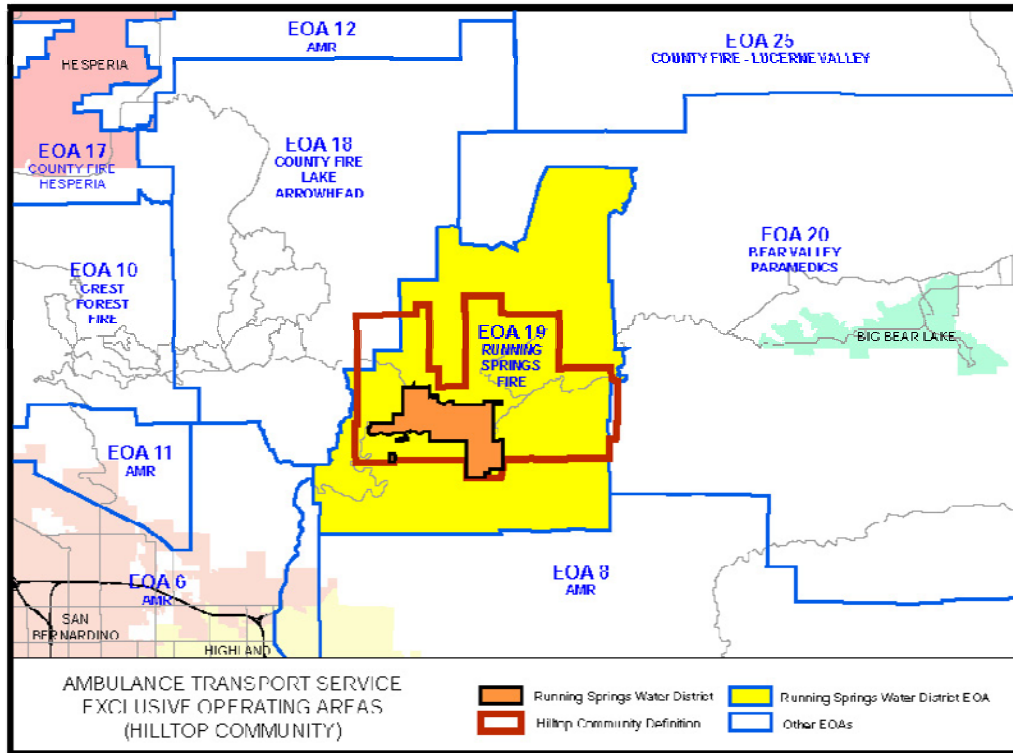 EOA 12
AMR
EOA 25
COUNTY FIRE - LUCERNE VALLEY
HESPERIA
EOA 17
COUNTY FIRE
HESPERIA
EOA 18
COUNTY FIRE
LAKE
ARROWHEAD
EOA 10
CREST
FOREST
FIRE
EOA 20
BEAR VALLEY
PARAMEDICS
EOA 19
RUNNING
SPRINGS
FIRE
BIG BEAR LAKE
EOA 11
AMR
EOA 6
AMR
EOA 8
AMR
SAN
BERNARDINO
HIGHLAND
AMBULANCE TRANSPORT SERVICE
EXCLUSIVE OPERATING AREAS
(HILLTOP COMMUNITY)
Running Springs Water District
Running Springs Water District EOA
Hilltop Community Definition
Other EOAs